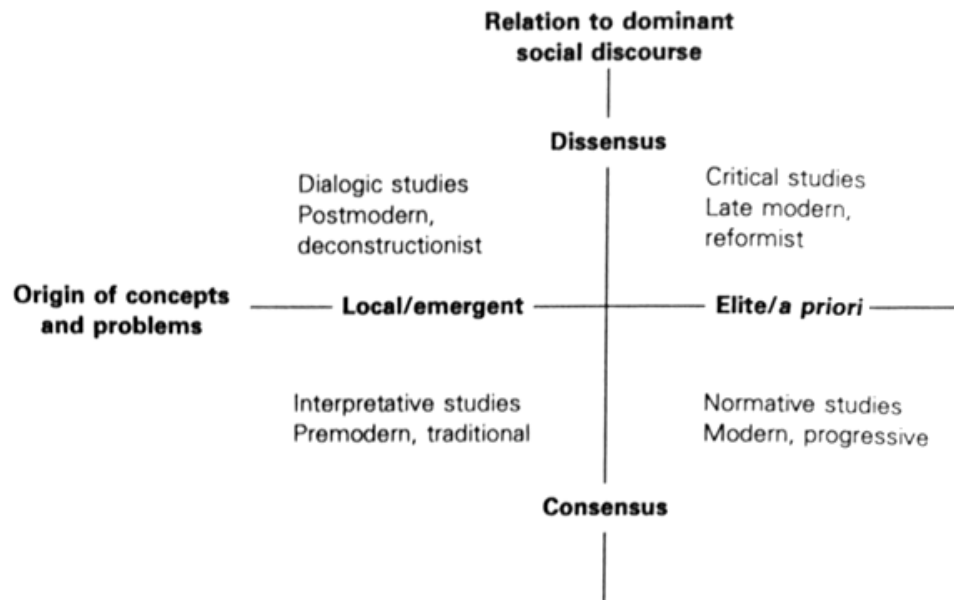 Relation to dominant
social discourse
Dissensus
Dialogic studies
Postmodern,
deconstructionist
Critical studies
Late modern,
reformist
Origin of concepts
and problems
Local/emergent
Elite/a priori
Interpretative studies
Premodern, traditional
Normative studies
Modern, progressive
Consensus